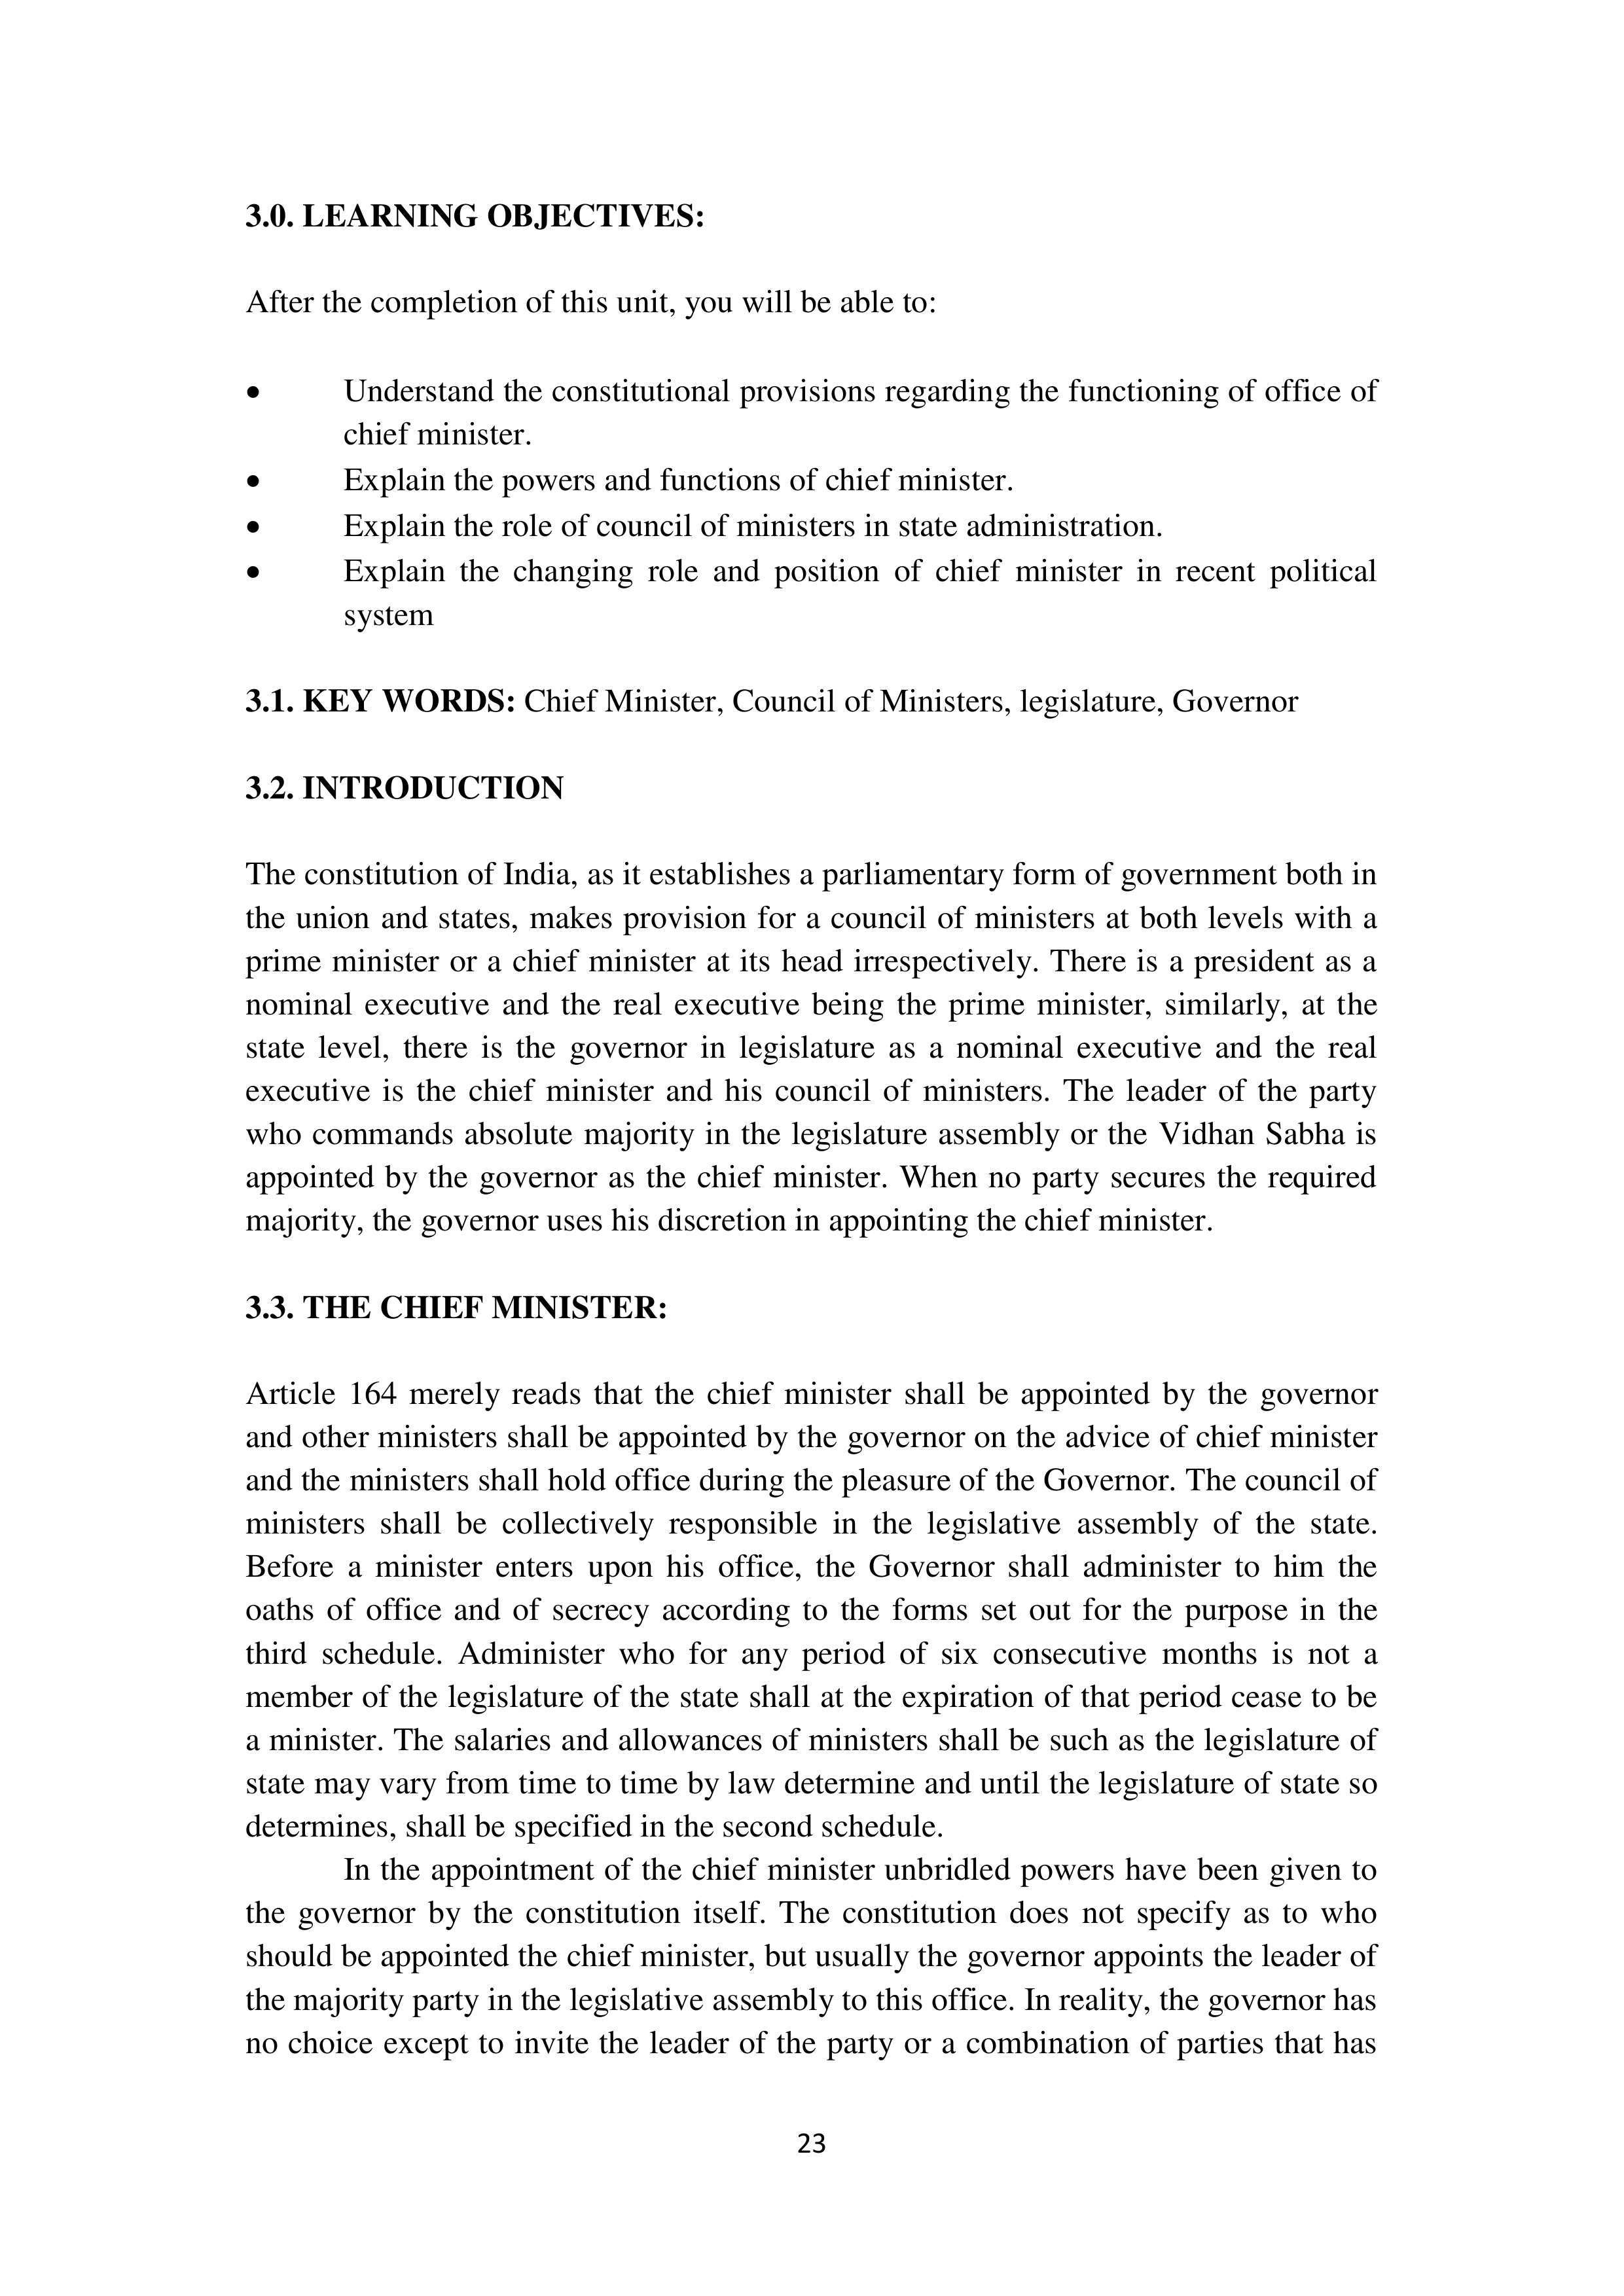 3.0. LEARNING OBJECTIVES:
After the completion of this unit, you will be able to:
• Understand the constitutional provisions regarding the functioning of office of
chief minister.
• Explain the powers and functions of chief minister.
• Explain the role of council of ministers in state administration.
• Explain the changing role and position of chief minister in recent political
system
3.1. KEY WORDS: Chief Minister, Council of Ministers, legislature, Governor
3.2. INTRODUCTION
The constitution of India, as it establishes a parliamentary form of government both in
the union and states, makes provision for a council of ministers at both levels with a
prime minister or a chief minister at its head irrespectively. There is a president as a
nominal executive and the real executive being the prime minister, similarly, at the
state level, there is the governor in legislature as a nominal executive and the real
executive is the chief minister and his council of ministers. The leader of the party
who commands absolute majority in the legislature assembly or the Vidhan Sabha is
appointed by the governor as the chief minister. When no party secures the required
majority, the governor uses his discretion in appointing the chief minister.
3.3. THE CHIEF MINISTER:
Article 164 merely reads that the chief minister shall be appointed by the governor
and other ministers shall be appointed by the governor on the advice of chief minister
and the ministers shall hold office during the pleasure of the Governor. The council of
ministers shall be collectively responsible in the legislative assembly of the state.
Before a minister enters upon his office, the Governor shall administer to him the
oaths of office and of secrecy according to the forms set out for the purpose in the
third schedule. Administer who for any period of six consecutive months is not a
member of the legislature of the state shall at the expiration of that period cease to be
a minister. The salaries and allowances of ministers shall be such as the legislature of
state may vary from time to time by law determine and until the legislature of state so
determines, shall be specified in the second schedule.
In the appointment of the chief minister unbridled powers have been given to
the governor by the constitution itself. The constitution does not specify as to who
should be appointed the chief minister, but usually the governor appoints the leader of
the majority party in the legislative assembly to this office. In reality, the governor has
no choice except to invite the leader of the party or a combination of parties that has
23